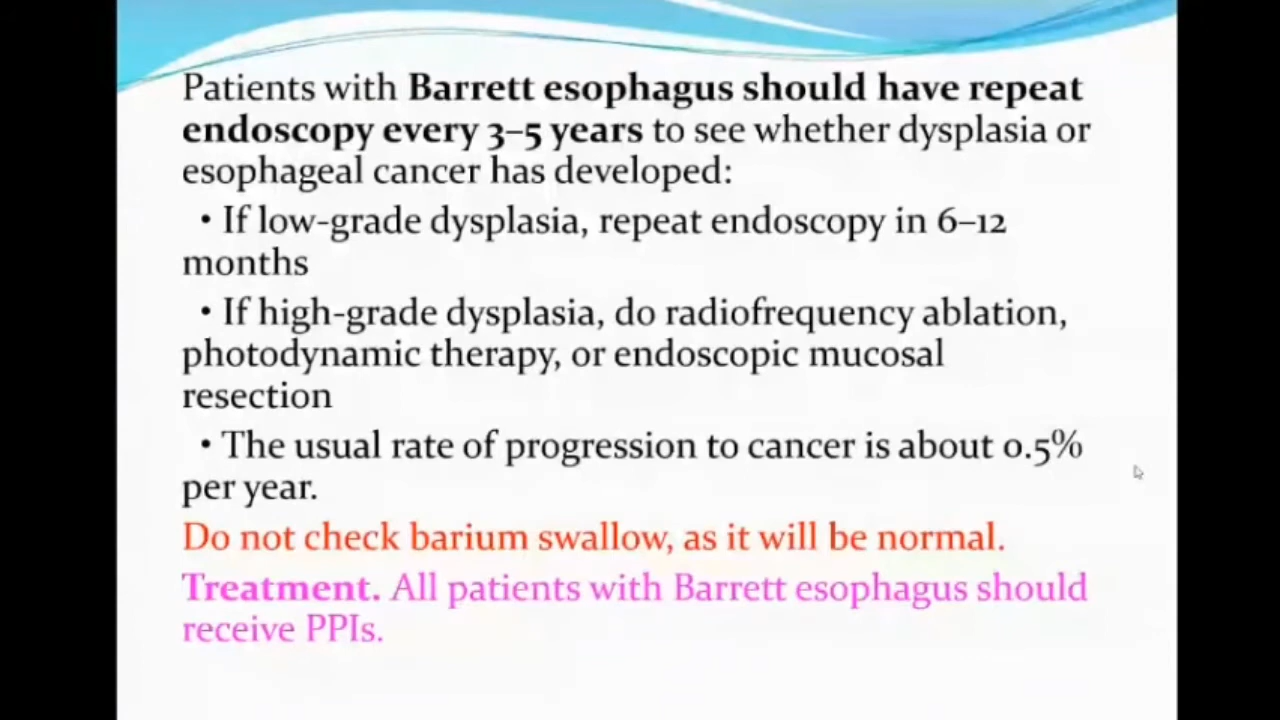 Patients with Barrett esophagus should have repeat
endoscopy every 3–5 years to see whether dysplasia or
esophageal cancer has developed:
• If low-grade dysplasia, repeat endoscopy in 6–12
months
• If high-grade dysplasia, do radiofrequency ablation,
photodynamic therapy, or endoscopic mucosal
resection
• The usual rate of progression to cancer is about 0.5%
per year.
Do not check barium swallow, as it will be normal.
Treatment. All patients with Barrett esophagus should
receive PPIs.